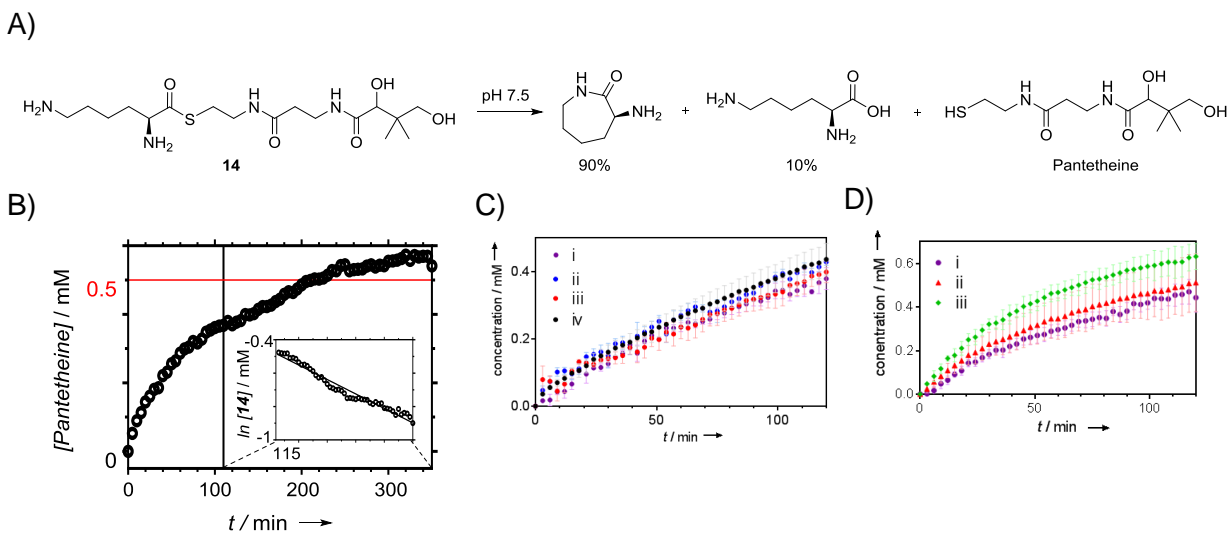 A)
H₂N
O
NH₂
S
H
N
O
H
N
O
OH
OH
14
pH 7.5
H
N
O
NH₂
90%
+
H₂N
O
OH
NH₂
10%
+
HS
H
N
O
H
N
O
OH
OH
Pantetheine
B)
[Pantetheine] / mM
0.5
0
0
100
200
300
t / min
ln [14] / mM
-0.4
-1
115
C)
concentration / mM
0.4
0.2
0.0
0
50
100
t / min
i
ii
iii
iv
D)
concentration / mM
0.6
0.4
0.2
0.0
0
50
100
t / min
i
ii
iii